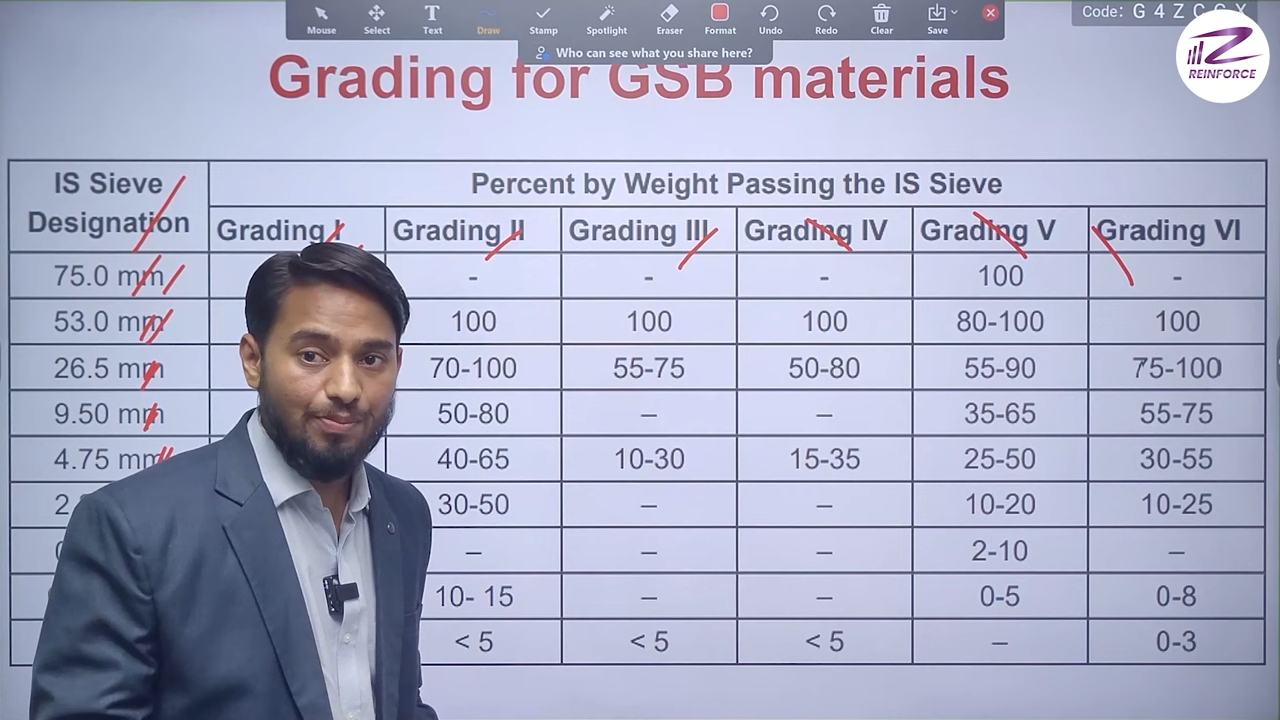 Mouse Select Text Draw Stamp Spotlight Eraser Format Undo Redo Clear Save
Code: G 4 Z C G X
Who can see what you share here?
REINFORCE
Grading for GSB materials
IS Sieve Designation Percent by Weight Passing the IS Sieve
Grading I Grading II Grading III Grading IV Grading V Grading VI
75.0 mm - - - 100 -
53.0 mm 100 100 100 80-100 100
26.5 mm 70-100 55-75 50-80 55-90 75-100
9.50 mm 50-80 – – 35-65 55-75
4.75 mm 40-65 10-30 15-35 25-50 30-55
30-50 – – 10-20 10-25
– – – 2-10 –
10- 15 – – 0-5 0-8
< 5 < 5 < 5 – 0-3